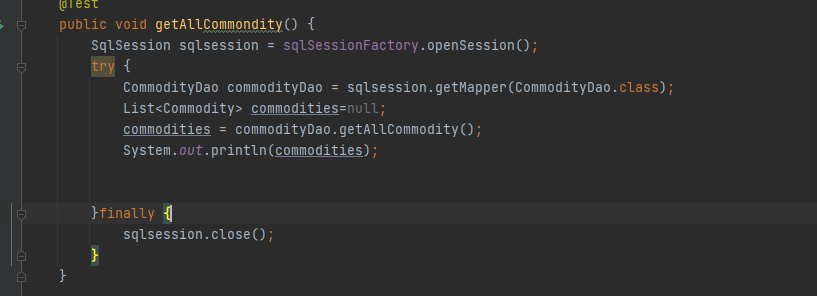 @Test
public void getAllCommondity() {
SqlSession sqlsession = sqlSessionFactory.openSession();
try {
CommodityDao commodityDao = sqlsession.getMapper(CommodityDao.class);
List<Commodity> commodities=null;
commodities = commodityDao.getAllCommodity();
System.out.println(commodities);
}finally {
sqlsession.close();
}
}